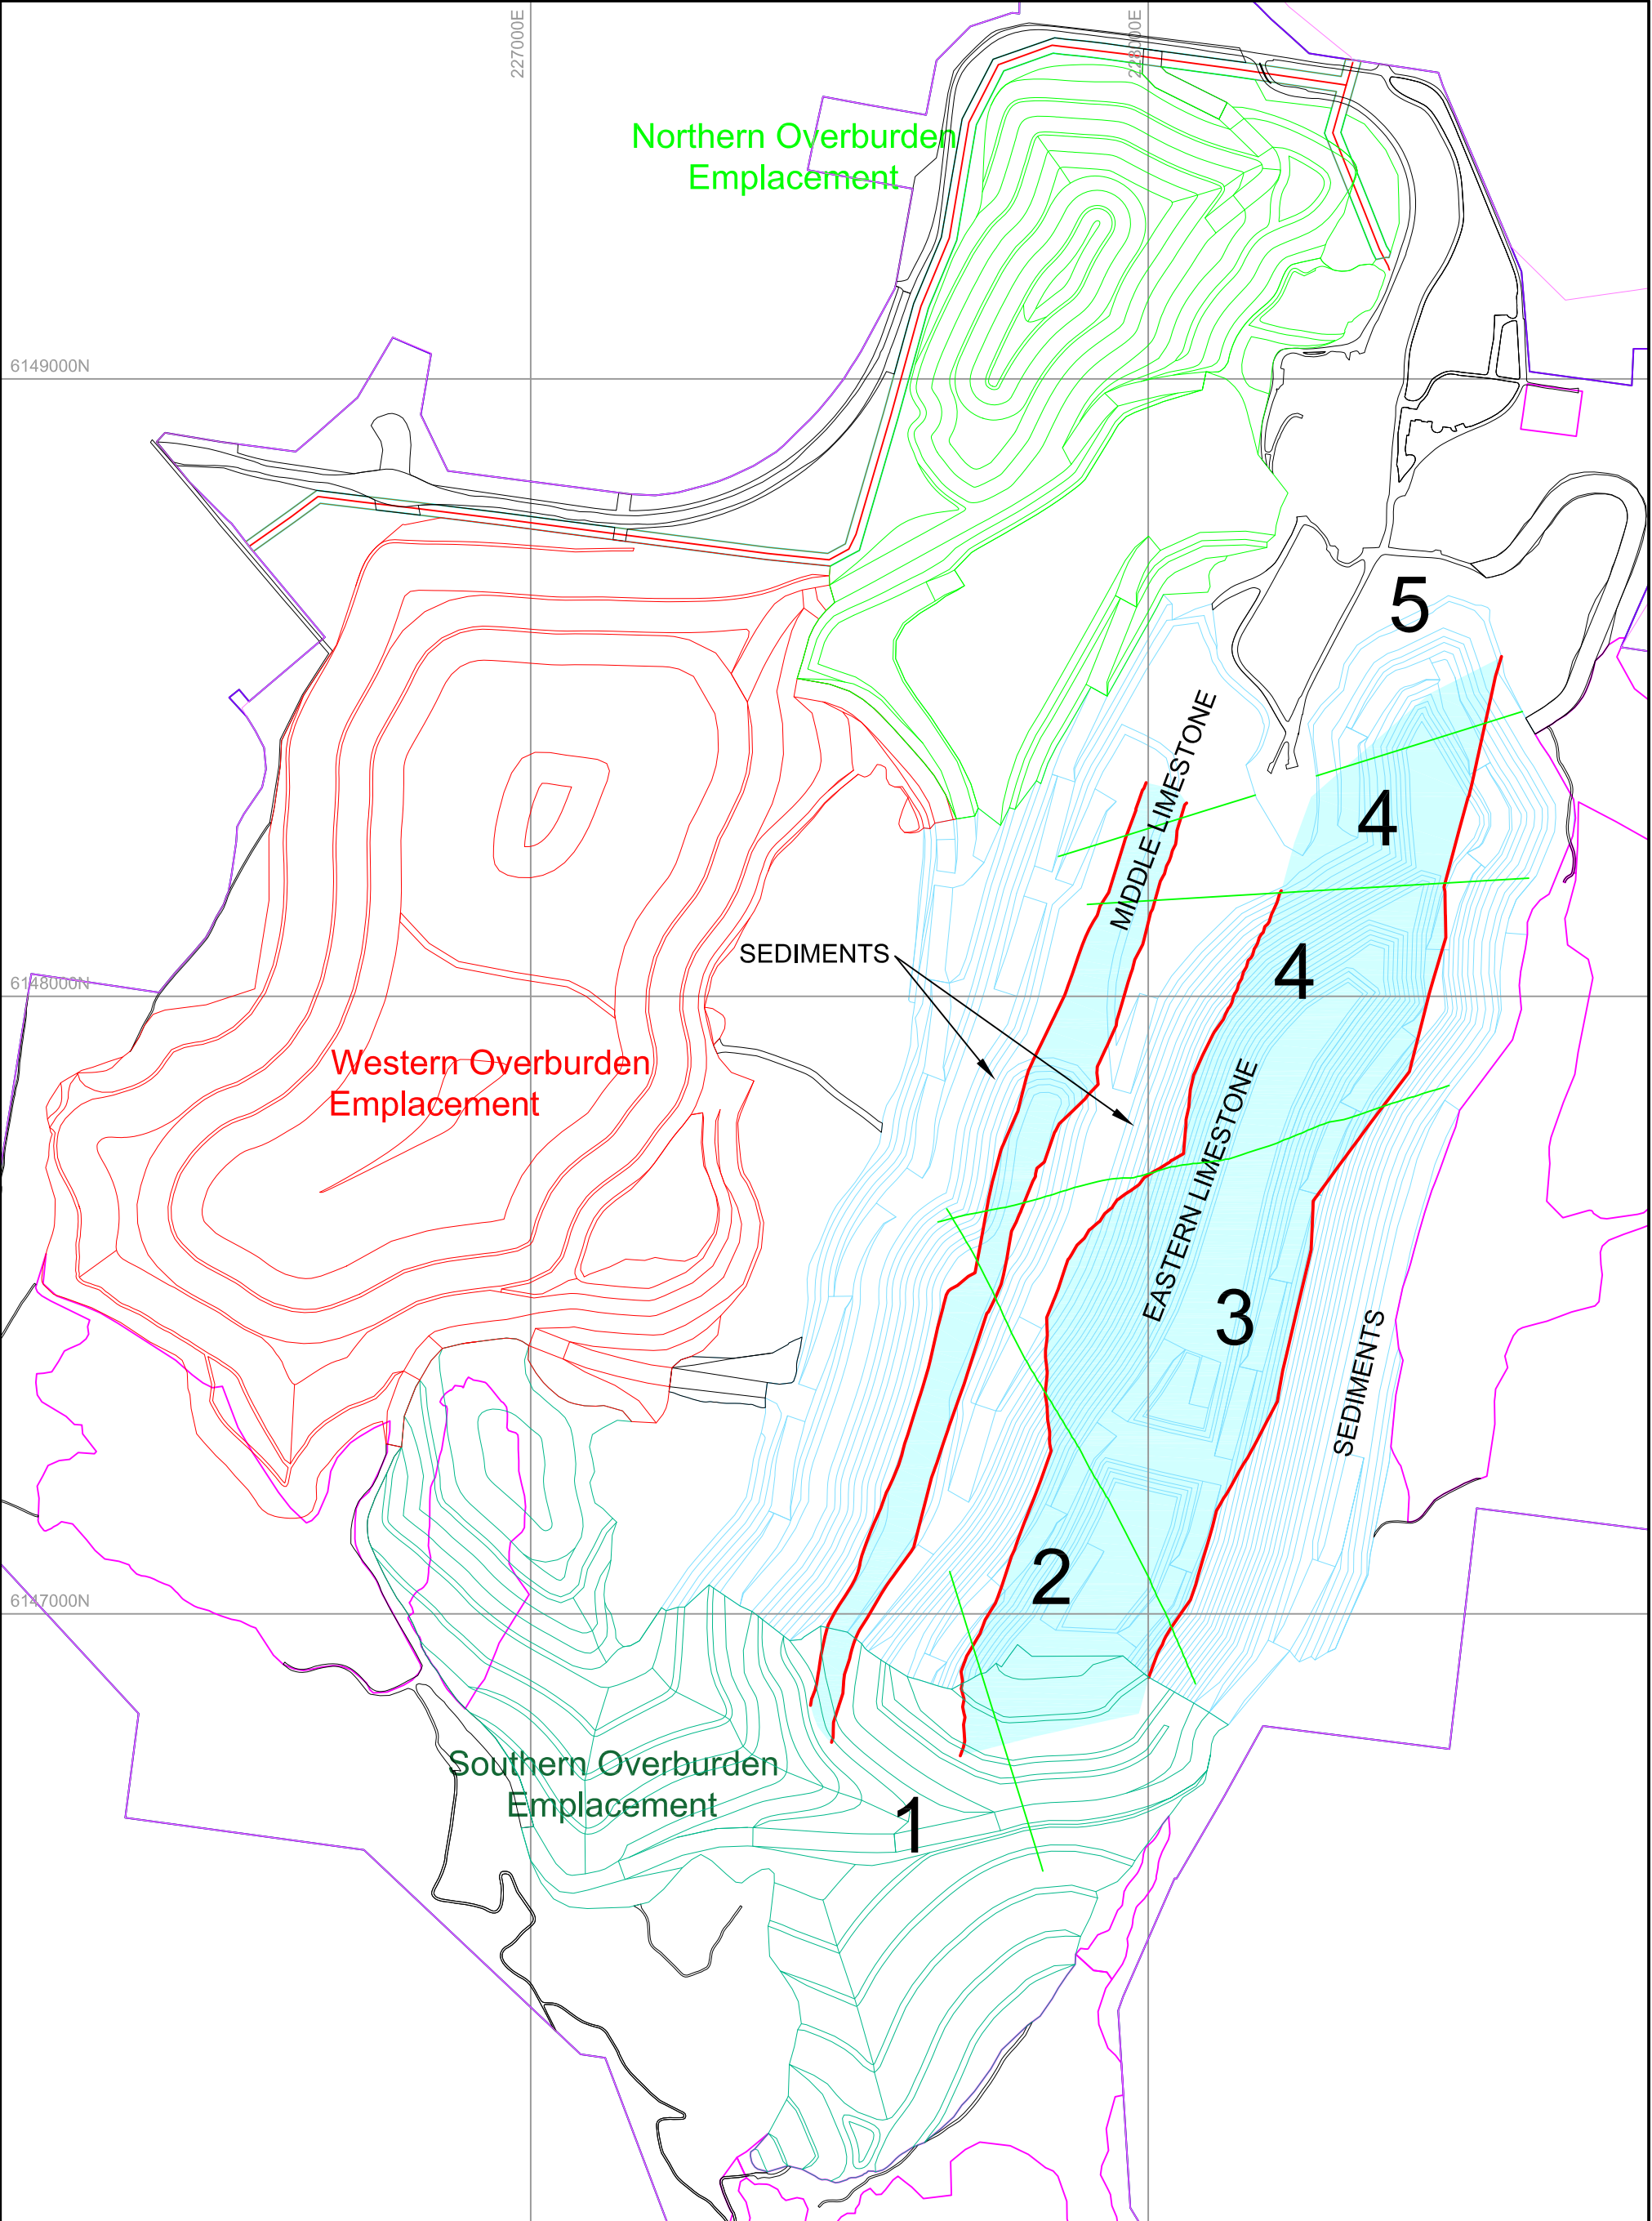 227000E
228000E
Northern Overburden
Emplacement
6149000N
5
MIDDLE LIMESTONE
4
SEDIMENTS
4
6148000N
Western Overburden
Emplacement
EASTERN LIMESTONE
3
SEDIMENTS
2
6147000N
Southern Overburden
Emplacement
1